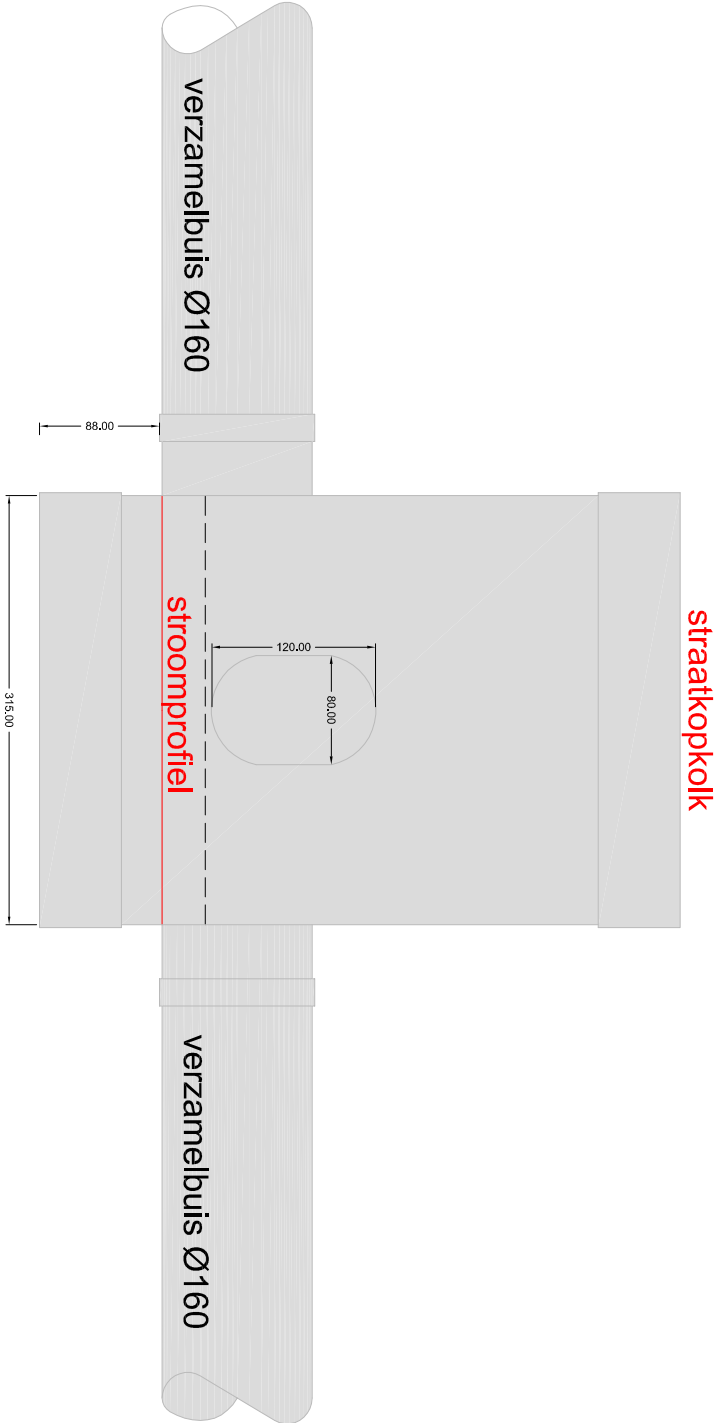 straatkopkolk
verzamelbuis Ø160
stroomprofiel
verzamelbuis Ø160
88.00
120.00
80.00
315.00